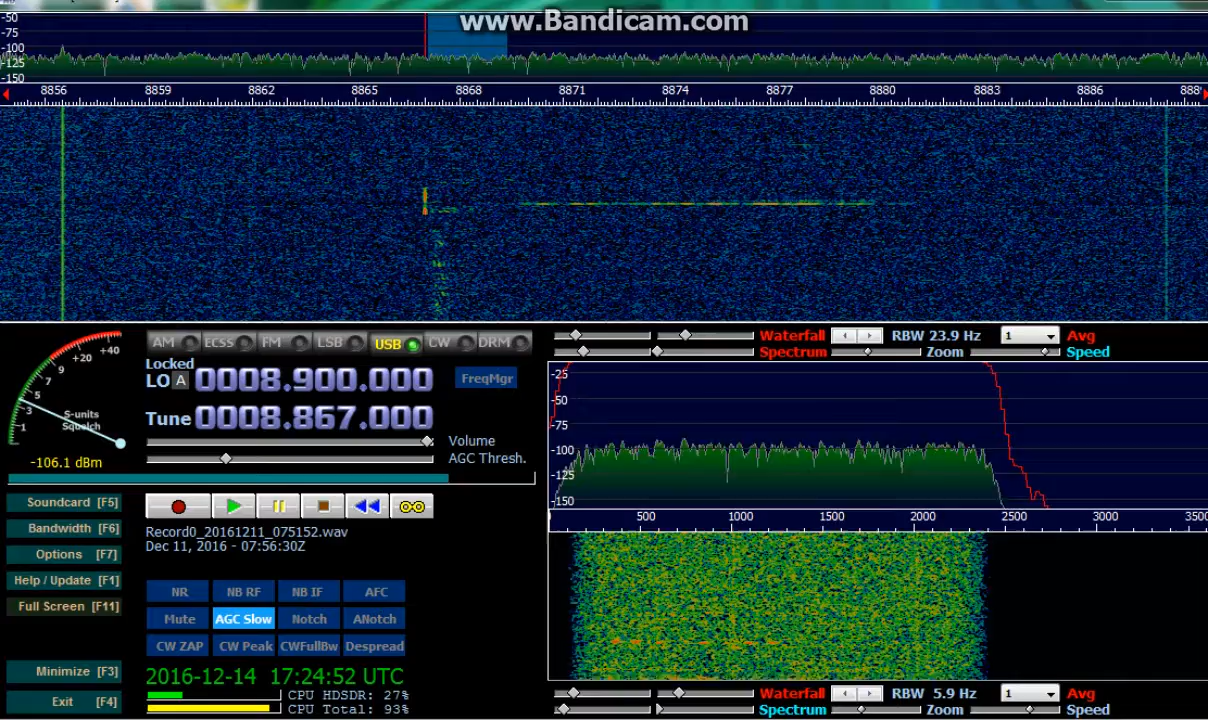 www.Bandicam.com
-50
-75
-100
-125
-150
8856 8859 8862 8865 8868 8871 8874 8877 8880 8883 8886 888
+20 +40
9
7
5
3
1
S-units
Squelch
-106.1 dBm
AM ECSS FM LSB USB CW DRM
Locked
LO A 0008.900.000 FreqMgr
Tune 0008.867.000
Volume
AGC Thresh.
Waterfall RBW 23.9 Hz 1 Avg
Spectrum Zoom Speed
-25
-50
-75
-100
-125
-150
500 1000 1500 2000 2500 3000 3500
Soundcard [F5]
Bandwidth [F6]
Options [F7]
Help / Update [F1]
Full Screen [F11]
Minimize [F3]
Exit [F4]
Record0_20161211_075152.wav
Dec 11, 2016 - 07:56:30Z
NR NB RF NB IF AFC
Mute AGC Slow Notch ANotch
CW ZAP CW Peak CWFullBw Despread
2016-12-14 17:24:52 UTC
CPU HDSDR: 27%
CPU Total: 93%
Waterfall RBW 5.9 Hz 1 Avg
Spectrum Zoom Speed